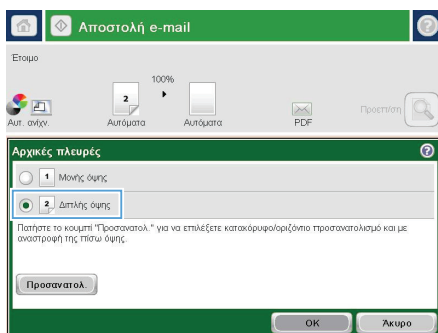 Αποστολή e-mail
Έτοιμο
100%
2
Αυτ. ανίχν.
Αυτόματα
Αυτόματα
PDF
Προεπ/ση
Αρχικές πλευρές
1 Μονής όψης
2 Διπλής όψης
Πατήστε το κουμπί "Προσανατολ." για να επιλέξετε κατακόρυφο/οριζόντιο προσανατολισμό και με
αναστροφή της πίσω όψης.
Προσανατολ.
OK
Άκυρο